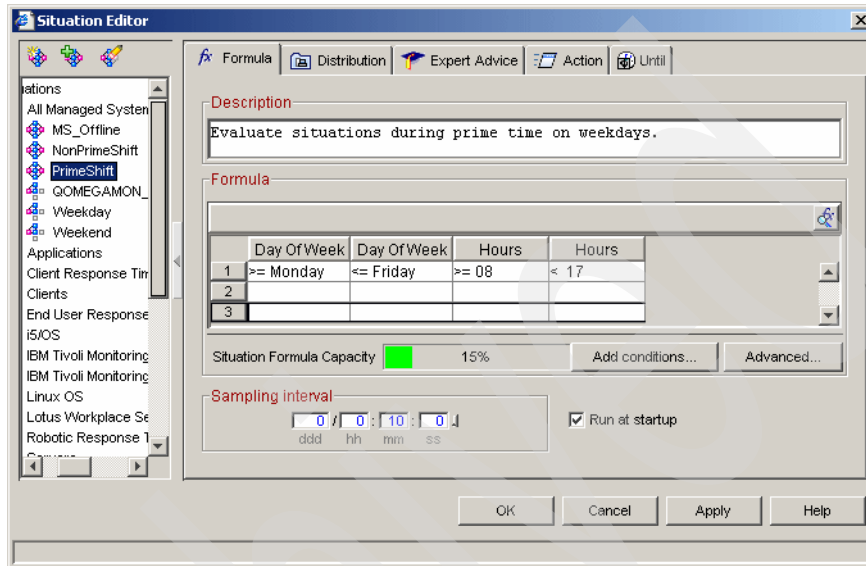 Situation Editor
Formula
Distribution
Expert Advice
Action
Until
All Managed System
MS_Offline
NonPrimeShift
PrimeShift
QOMEGAMON_
Weekday
Weekend
Applications
Client Response Tim
Clients
End User Response
i5/OS
IBM Tivoli Monitoring
IBM Tivoli Monitoring
Linux OS
Lotus Workplace Se
Robotic Response
Description
Evaluate situations during prime time on weekdays.
Formula
Day Of Week Day Of Week Hours Hours
1 >= Monday <= Friday >= 08 < 17
2
3
Situation Formula Capacity 15% Add conditions... Advanced...
Sampling interval
0 / 0 : 10 : 0
ddd hh mm ss
Run at startup
OK Cancel Apply Help